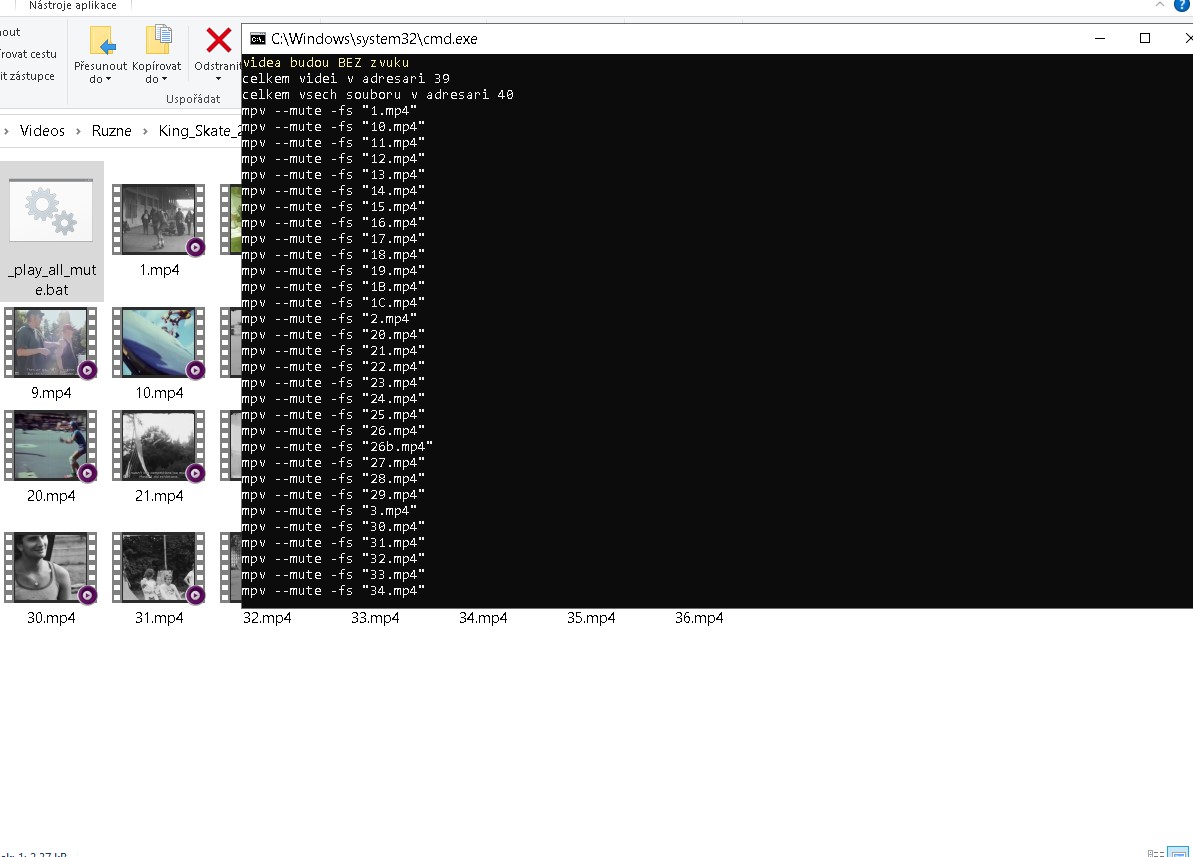 Nástroje aplikace
C:\Windows\system32\cmd.exe
rovat cestu
it zástupce
Přesunout do
Kopírovat do
Odstranit
Uspořádat
› Videos › Ruzne › King_Skate_2
videa budou BEZ zvuku
celkem videi v adresari 39
celkem vsech souboru v adresari 40
mpv --mute -fs "1.mp4"
mpv --mute -fs "10.mp4"
mpv --mute -fs "11.mp4"
mpv --mute -fs "12.mp4"
mpv --mute -fs "13.mp4"
mpv --mute -fs "14.mp4"
mpv --mute -fs "15.mp4"
mpv --mute -fs "16.mp4"
mpv --mute -fs "17.mp4"
mpv --mute -fs "18.mp4"
mpv --mute -fs "19.mp4"
mpv --mute -fs "1B.mp4"
mpv --mute -fs "1C.mp4"
mpv --mute -fs "2.mp4"
mpv --mute -fs "20.mp4"
mpv --mute -fs "21.mp4"
mpv --mute -fs "22.mp4"
mpv --mute -fs "23.mp4"
mpv --mute -fs "24.mp4"
mpv --mute -fs "25.mp4"
mpv --mute -fs "26.mp4"
mpv --mute -fs "26b.mp4"
mpv --mute -fs "27.mp4"
mpv --mute -fs "28.mp4"
mpv --mute -fs "29.mp4"
mpv --mute -fs "3.mp4"
mpv --mute -fs "30.mp4"
mpv --mute -fs "31.mp4"
mpv --mute -fs "32.mp4"
mpv --mute -fs "33.mp4"
mpv --mute -fs "34.mp4"
_play_all_mut
e.bat
1.mp4
9.mp4
10.mp4
20.mp4
21.mp4
30.mp4
31.mp4
32.mp4
33.mp4
34.mp4
35.mp4
36.mp4